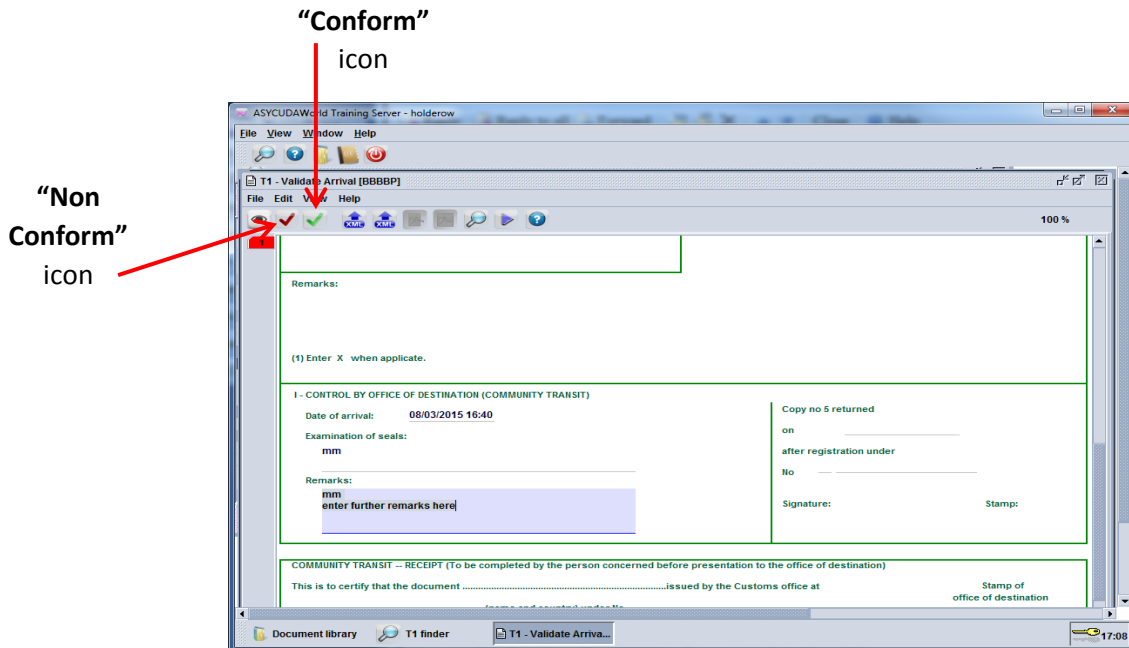 “Conform”
icon
“Non
Conform”
icon
ASYCUDAWorld Training Server - holderow
File View Window Help
T1 - Validate Arrival [BBBBP]
File Edit View Help
XML XML
100 %
1
Remarks:
(1) Enter X when applicate.
I - CONTROL BY OFFICE OF DESTINATION (COMMUNITY TRANSIT)
Date of arrival: 08/03/2015 16:40
Copy no 5 returned
on
Examination of seals:
mm
after registration under
No
Remarks:
mm
enter further remarks here
Signature: Stamp:
COMMUNITY TRANSIT -- RECEIPT (To be completed by the person concerned before presentation to the office of destination)
This is to certify that the document ......................................................................issued by the Customs office at
Stamp of
office of destination
Document library T1 finder T1 - Validate Arriva... 17:08